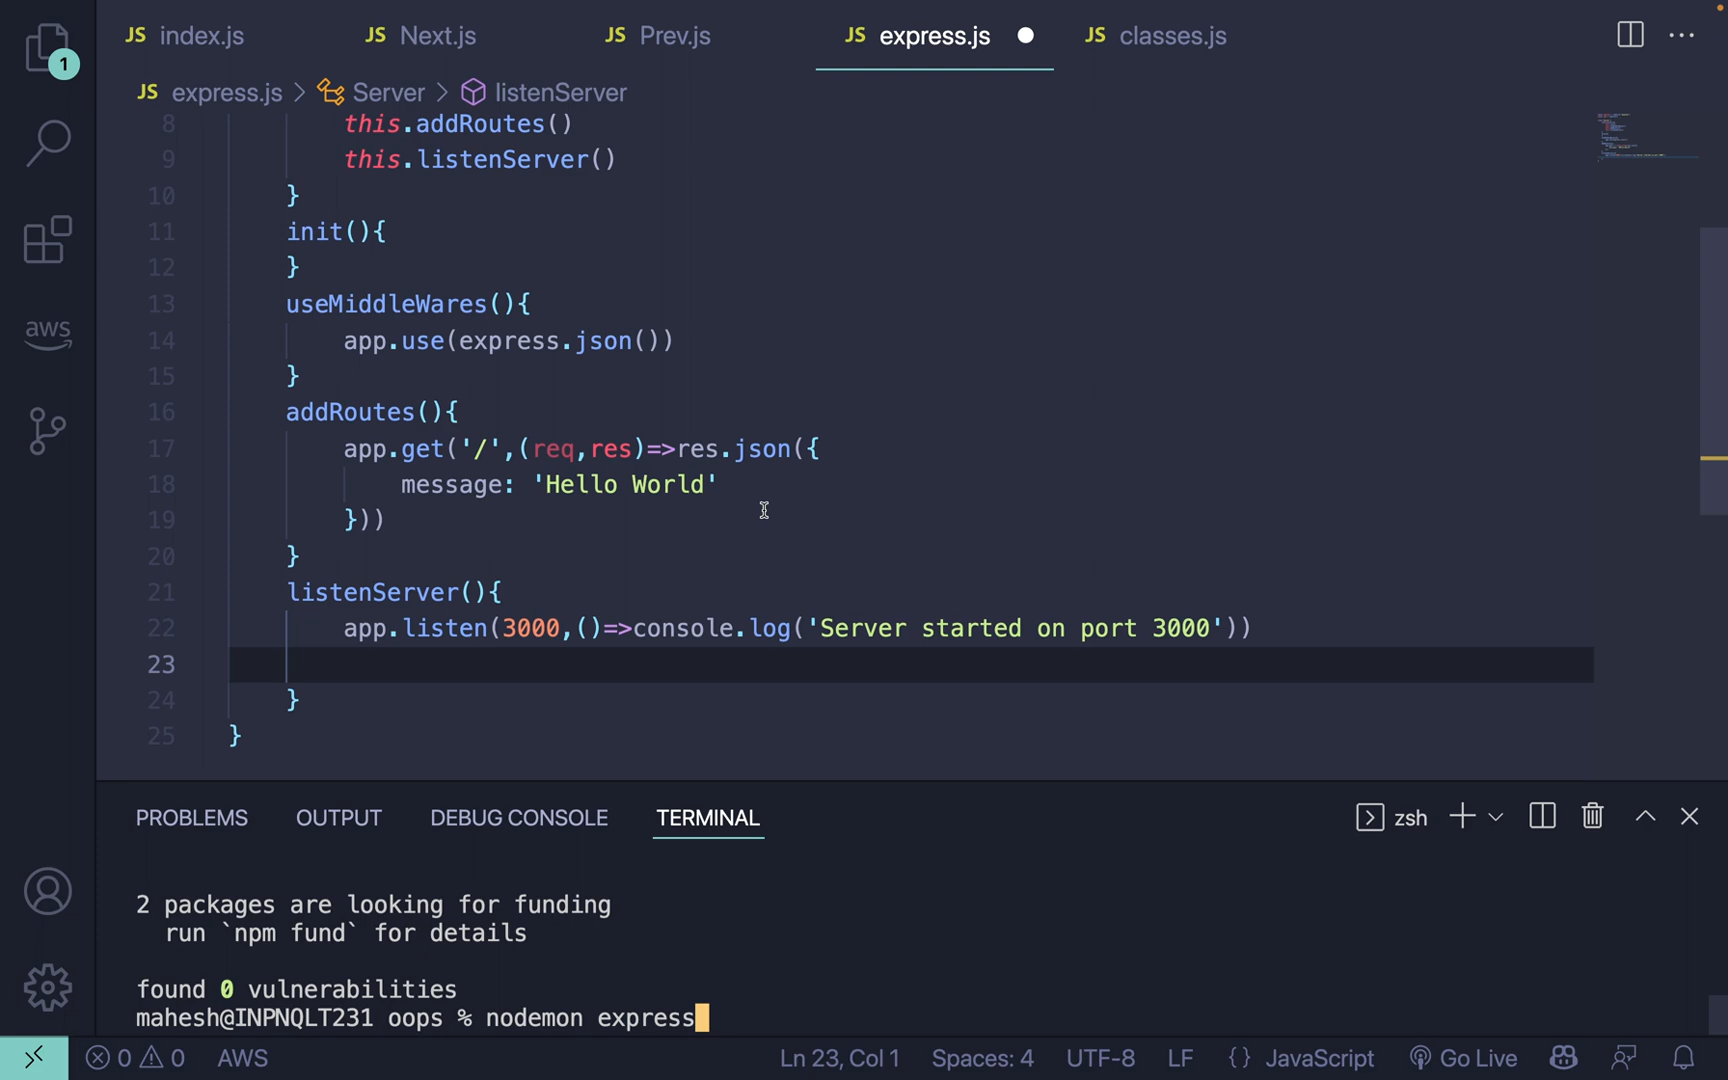 JS index.js JS Next.js JS Prev.js JS express.js JS classes.js
1
JS express.js > Server > listenServer
8 this.addRoutes()
9 this.listenServer()
10 }
11 init(){
12 }
13 useMiddleWares(){
14 app.use(express.json())
15 }
16 addRoutes(){
17 app.get('/',(req,res)=>res.json({
18 message: 'Hello World'
19 }))
20 }
21 listenServer(){
22 app.listen(3000,()=>console.log('Server started on port 3000'))
23
24 }
25 }
aws
PROBLEMS OUTPUT DEBUG CONSOLE TERMINAL zsh
2 packages are looking for funding
run `npm fund` for details
found 0 vulnerabilities
mahesh@INPNQLT231 oops % nodemon express
0 0 AWS Ln 23, Col 1 Spaces: 4 UTF-8 LF {} JavaScript Go Live